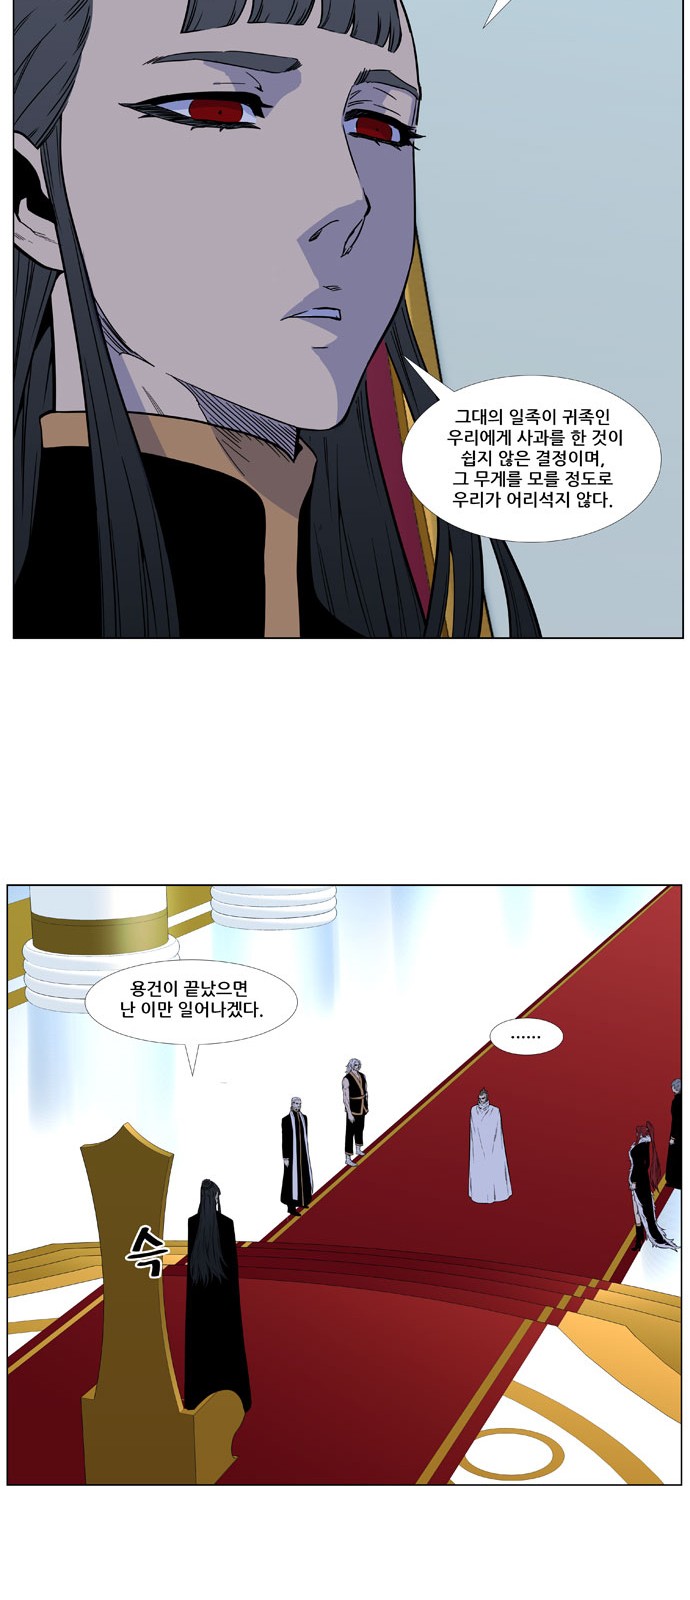 그대의 일족이 귀족인
우리에게 사과를 한 것이
쉽지 않은 결정이며,
그 무게를 모를 정도로
우리가 어리석지 않다.
용건이 끝났으면
난 이만 일어나겠다.
......
슥